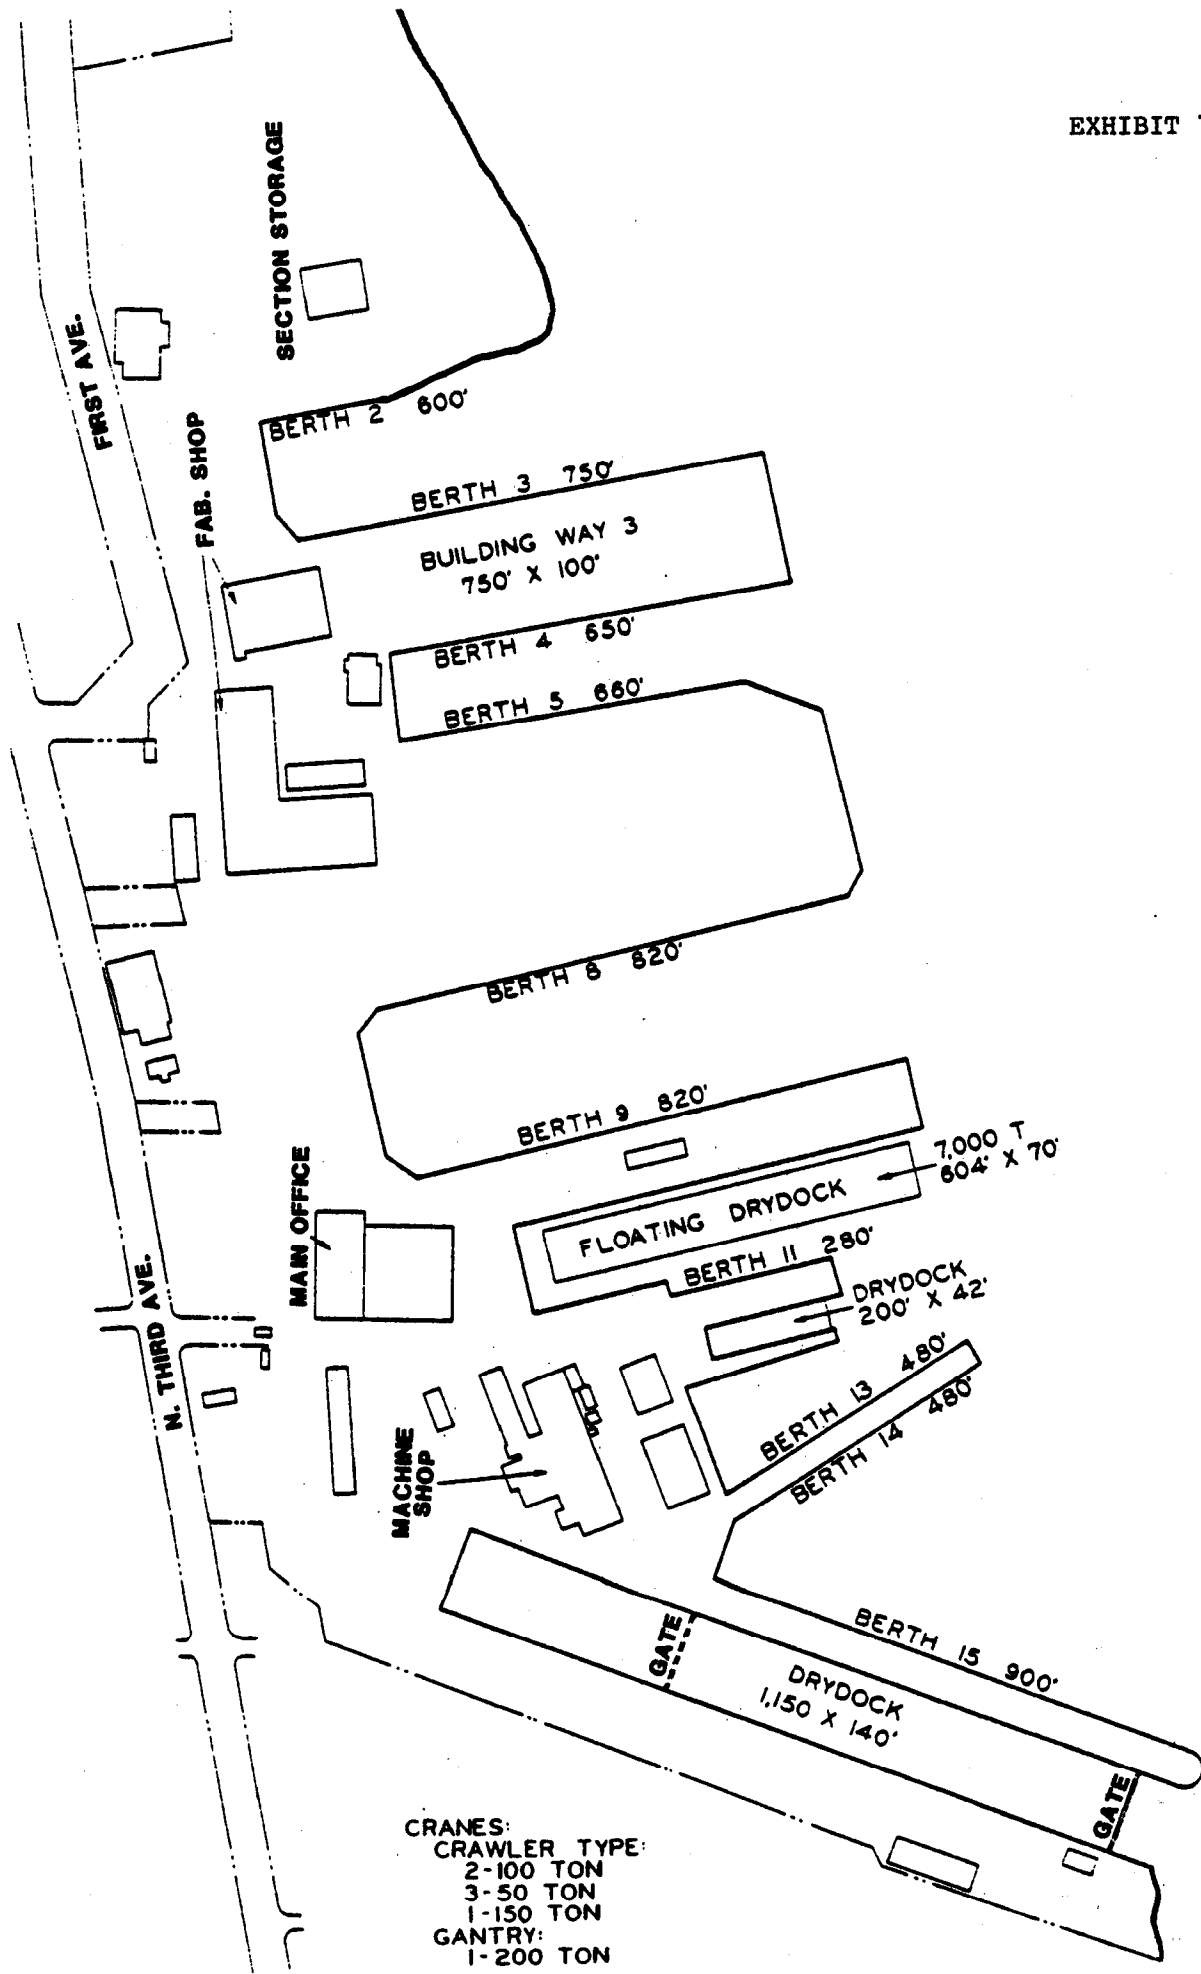 EXHIBIT
SECTION STORAGE
FIRST AVE.
BERTH 2 600'
FAB. SHOP
BERTH 3 750'
BUILDING WAY 3
750' X 100'
BERTH 4 650'
BERTH 5 660'
BERTH 8 820'
BERTH 9 820'
7,000 T
604' X 70'
FLOATING DRYDOCK
MAIN OFFICE
BERTH 11 280'
DRYDOCK
200' X 42'
N. THIRD AVE.
BERTH 13 480'
BERTH 14 480'
MACHINE
SHOP
GATE
BERTH 15 900'
DRYDOCK
1,150 X 140'
GATE
CRANES:
CRAWLER TYPE:
2-100 TON
3-50 TON
1-150 TON
GANTRY:
1-200 TON